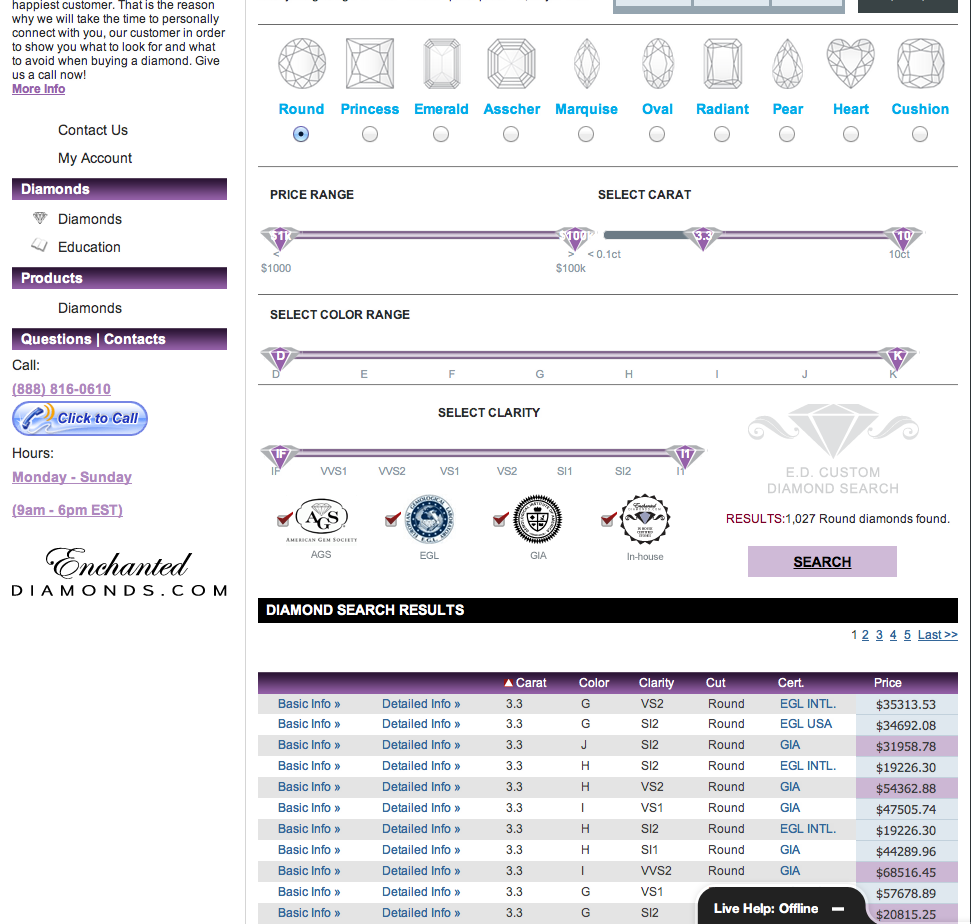 happiest customer. That is the reason
why we will take the time to personally
connect with you, our customer in order
to show you what to look for and what
to avoid when buying a diamond. Give
us a call now!
More Info
Contact Us
My Account
Diamonds
Diamonds
Education
Products
Diamonds
Questions | Contacts
Call:
(888) 816-0610
Click to Call
Hours:
Monday - Sunday
(9am - 6pm EST)
Enchanted
DIAMONDS.COM
Round Princess Emerald Asscher Marquise Oval Radiant Pear Heart Cushion
PRICE RANGE
$1K $100K
< >
$1000 $100k
SELECT CARAT
3.3 10
< 0.1ct 10ct
SELECT COLOR RANGE
D K
D E F G H I J K
SELECT CLARITY
IF I1
IF VVS1 VVS2 VS1 VS2 SI1 SI2 I1
AGS
AMERICAN GEM SOCIETY
AGS EGL GIA In-house
E.D. CUSTOM
DIAMOND SEARCH
RESULTS:1,027 Round diamonds found.
SEARCH
DIAMOND SEARCH RESULTS
1 2 3 4 5 Last >>
Carat Color Clarity Cut Cert. Price
Basic Info » Detailed Info » 3.3 G VS2 Round EGL INTL. $35313.53
Basic Info » Detailed Info » 3.3 G SI2 Round EGL USA $34692.08
Basic Info » Detailed Info » 3.3 J SI2 Round GIA $31958.78
Basic Info » Detailed Info » 3.3 H SI2 Round EGL INTL. $19226.30
Basic Info » Detailed Info » 3.3 H VS2 Round GIA $54362.88
Basic Info » Detailed Info » 3.3 I VS1 Round GIA $47505.74
Basic Info » Detailed Info » 3.3 H SI2 Round EGL INTL. $19226.30
Basic Info » Detailed Info » 3.3 H SI1 Round GIA $44289.96
Basic Info » Detailed Info » 3.3 I VVS2 Round GIA $68516.45
Basic Info » Detailed Info » 3.3 G VS1 $57678.89
Basic Info » Detailed Info » 3.3 G SI2 $20815.25
Live Help: Offline